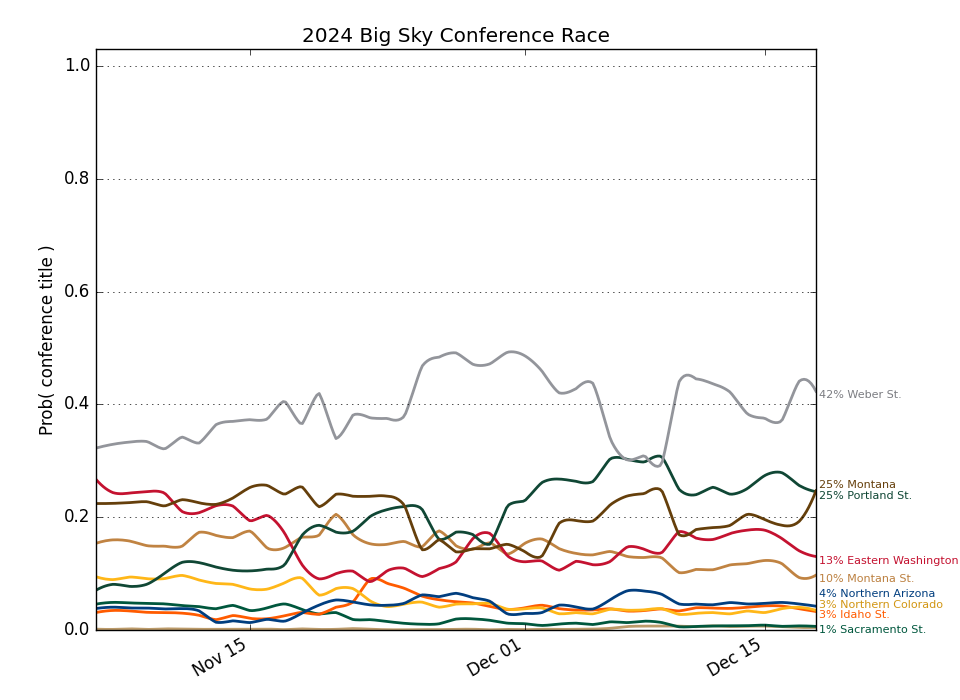 2024 Big Sky Conference Race
Prob( conference title )
1.0
0.8
0.6
0.4
0.2
0.0
Nov 15
Dec 01
Dec 15
42% Weber St.
25% Montana
25% Portland St.
13% Eastern Washington
10% Montana St.
4% Northern Arizona
3% Northern Colorado
3% Idaho St.
1% Sacramento St.